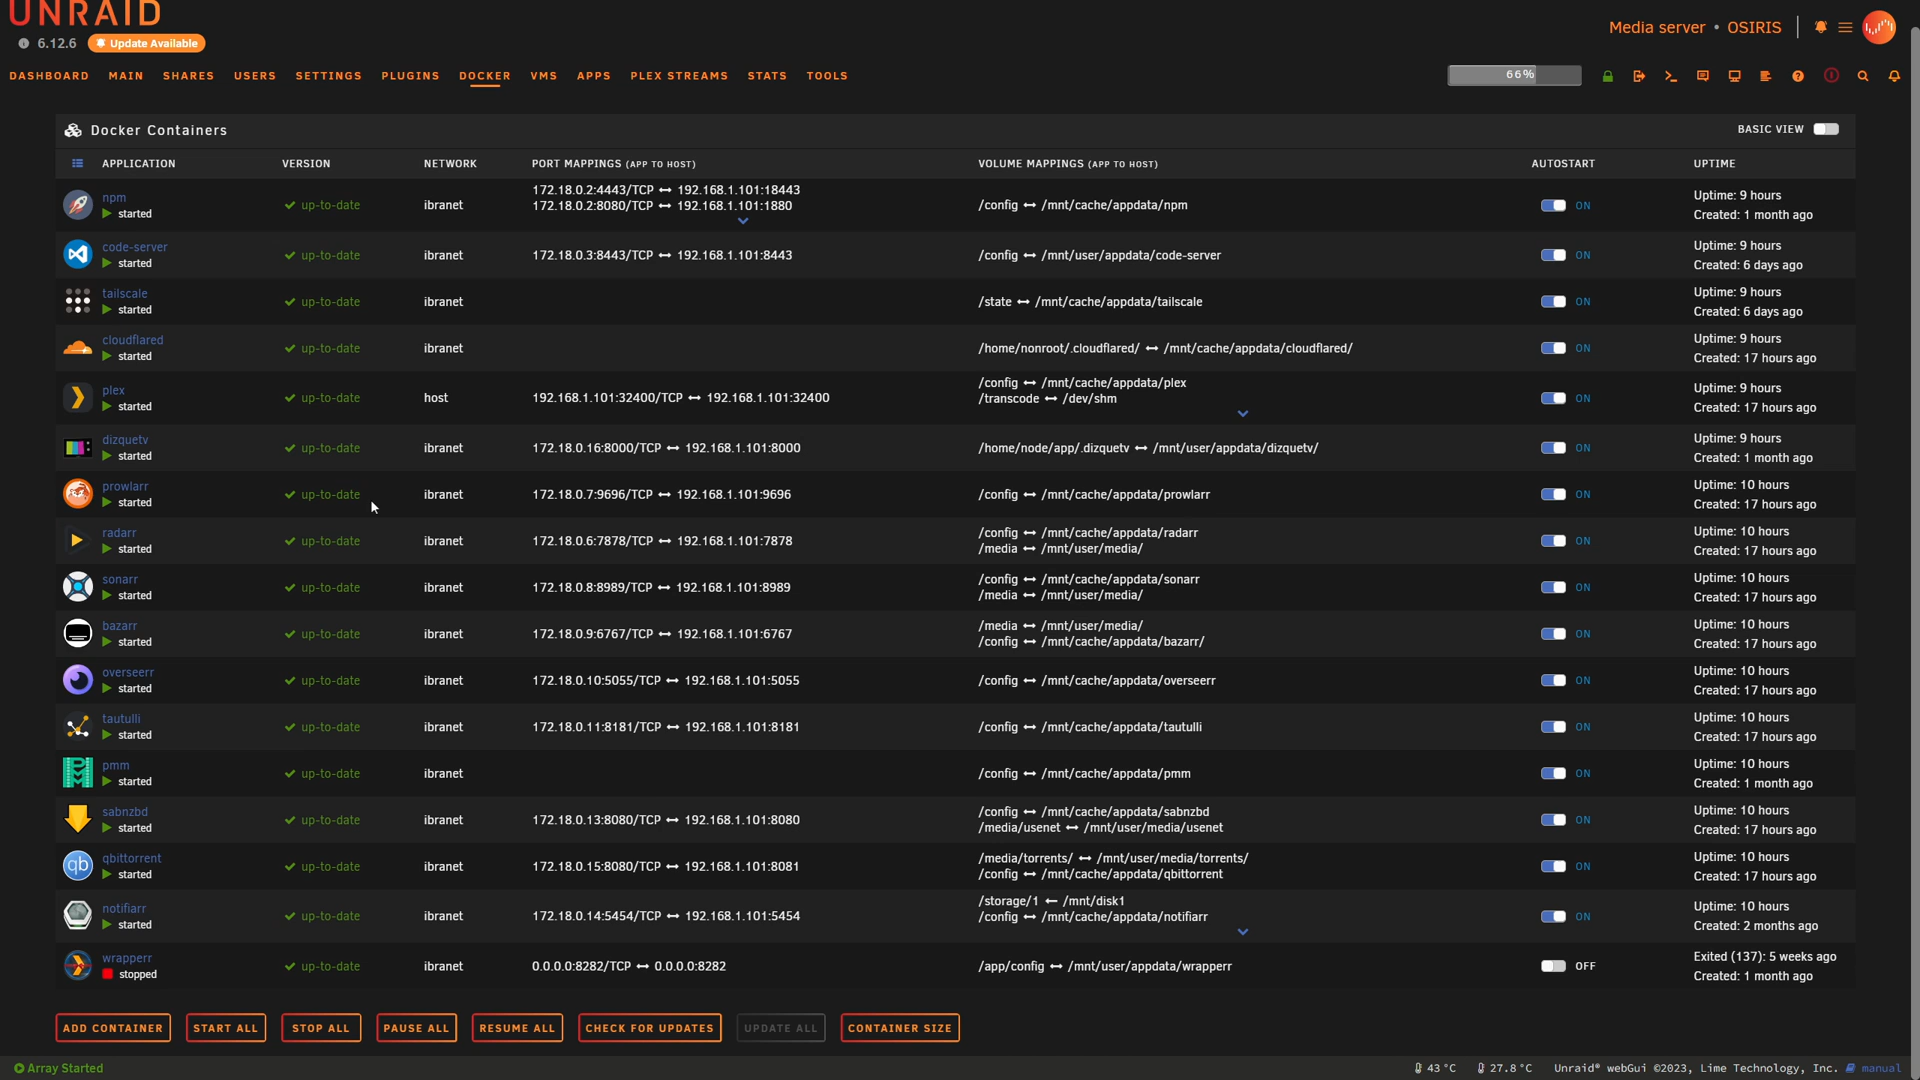 UNRAID
6.12.6 Update Available
Media server • OSIRIS
DASHBOARD MAIN SHARES USERS SETTINGS PLUGINS DOCKER VMS APPS PLEX STREAMS STATS TOOLS 66%
Docker Containers BASIC VIEW
APPLICATION VERSION NETWORK PORT MAPPINGS (APP TO HOST) VOLUME MAPPINGS (APP TO HOST) AUTOSTART UPTIME
npm
started
up-to-date
ibranet
172.18.0.2:4443/TCP ↔ 192.168.1.101:18443
172.18.0.2:8080/TCP ↔ 192.168.1.101:1880
/config ↔ /mnt/cache/appdata/npm
ON
Uptime: 9 hours
Created: 1 month ago
code-server
started
up-to-date
ibranet
172.18.0.3:8443/TCP ↔ 192.168.1.101:8443
/config ↔ /mnt/user/appdata/code-server
ON
Uptime: 9 hours
Created: 6 days ago
tailscale
started
up-to-date
ibranet
/state ↔ /mnt/cache/appdata/tailscale
ON
Uptime: 9 hours
Created: 6 days ago
cloudflared
started
up-to-date
ibranet
/home/nonroot/.cloudflared/ ↔ /mnt/cache/appdata/cloudflared/
ON
Uptime: 9 hours
Created: 17 hours ago
plex
started
up-to-date
host
192.168.1.101:32400/TCP ↔ 192.168.1.101:32400
/config ↔ /mnt/cache/appdata/plex
/transcode ↔ /dev/shm
ON
Uptime: 9 hours
Created: 17 hours ago
dizquetv
started
up-to-date
ibranet
172.18.0.16:8000/TCP ↔ 192.168.1.101:8000
/home/node/app/.dizquetv ↔ /mnt/user/appdata/dizquetv/
ON
Uptime: 9 hours
Created: 1 month ago
prowlarr
started
up-to-date
ibranet
172.18.0.7:9696/TCP ↔ 192.168.1.101:9696
/config ↔ /mnt/cache/appdata/prowlarr
ON
Uptime: 10 hours
Created: 17 hours ago
radarr
started
up-to-date
ibranet
172.18.0.6:7878/TCP ↔ 192.168.1.101:7878
/config ↔ /mnt/cache/appdata/radarr
/media ↔ /mnt/user/media/
ON
Uptime: 10 hours
Created: 17 hours ago
sonarr
started
up-to-date
ibranet
172.18.0.8:8989/TCP ↔ 192.168.1.101:8989
/config ↔ /mnt/cache/appdata/sonarr
/media ↔ /mnt/user/media/
ON
Uptime: 10 hours
Created: 17 hours ago
bazarr
started
up-to-date
ibranet
172.18.0.9:6767/TCP ↔ 192.168.1.101:6767
/media ↔ /mnt/user/media/
/config ↔ /mnt/cache/appdata/bazarr/
ON
Uptime: 10 hours
Created: 17 hours ago
overseerr
started
up-to-date
ibranet
172.18.0.10:5055/TCP ↔ 192.168.1.101:5055
/config ↔ /mnt/cache/appdata/overseerr
ON
Uptime: 10 hours
Created: 17 hours ago
tautulli
started
up-to-date
ibranet
172.18.0.11:8181/TCP ↔ 192.168.1.101:8181
/config ↔ /mnt/cache/appdata/tautulli
ON
Uptime: 10 hours
Created: 17 hours ago
pmm
started
up-to-date
ibranet
/config ↔ /mnt/cache/appdata/pmm
ON
Uptime: 10 hours
Created: 1 month ago
sabnzbd
started
up-to-date
ibranet
172.18.0.13:8080/TCP ↔ 192.168.1.101:8080
/config ↔ /mnt/cache/appdata/sabnzbd
/media/usenet ↔ /mnt/user/media/usenet
ON
Uptime: 10 hours
Created: 17 hours ago
qb
qbittorrent
started
up-to-date
ibranet
172.18.0.15:8080/TCP ↔ 192.168.1.101:8081
/media/torrents/ ↔ /mnt/user/media/torrents/
/config ↔ /mnt/cache/appdata/qbittorrent
ON
Uptime: 10 hours
Created: 17 hours ago
notifiarr
started
up-to-date
ibranet
172.18.0.14:5454/TCP ↔ 192.168.1.101:5454
/storage/1 ← /mnt/disk1
/config ↔ /mnt/cache/appdata/notifiarr
ON
Uptime: 10 hours
Created: 2 months ago
wrapperr
stopped
up-to-date
ibranet
0.0.0.0:8282/TCP ↔ 0.0.0.0:8282
/app/config ↔ /mnt/user/appdata/wrapperr
OFF
Exited (137): 5 weeks ago
Created: 1 month ago
ADD CONTAINER START ALL STOP ALL PAUSE ALL RESUME ALL CHECK FOR UPDATES UPDATE ALL CONTAINER SIZE
Array Started 43 °C 27.8 °C Unraid® webGui ©2023, Lime Technology, Inc. manual